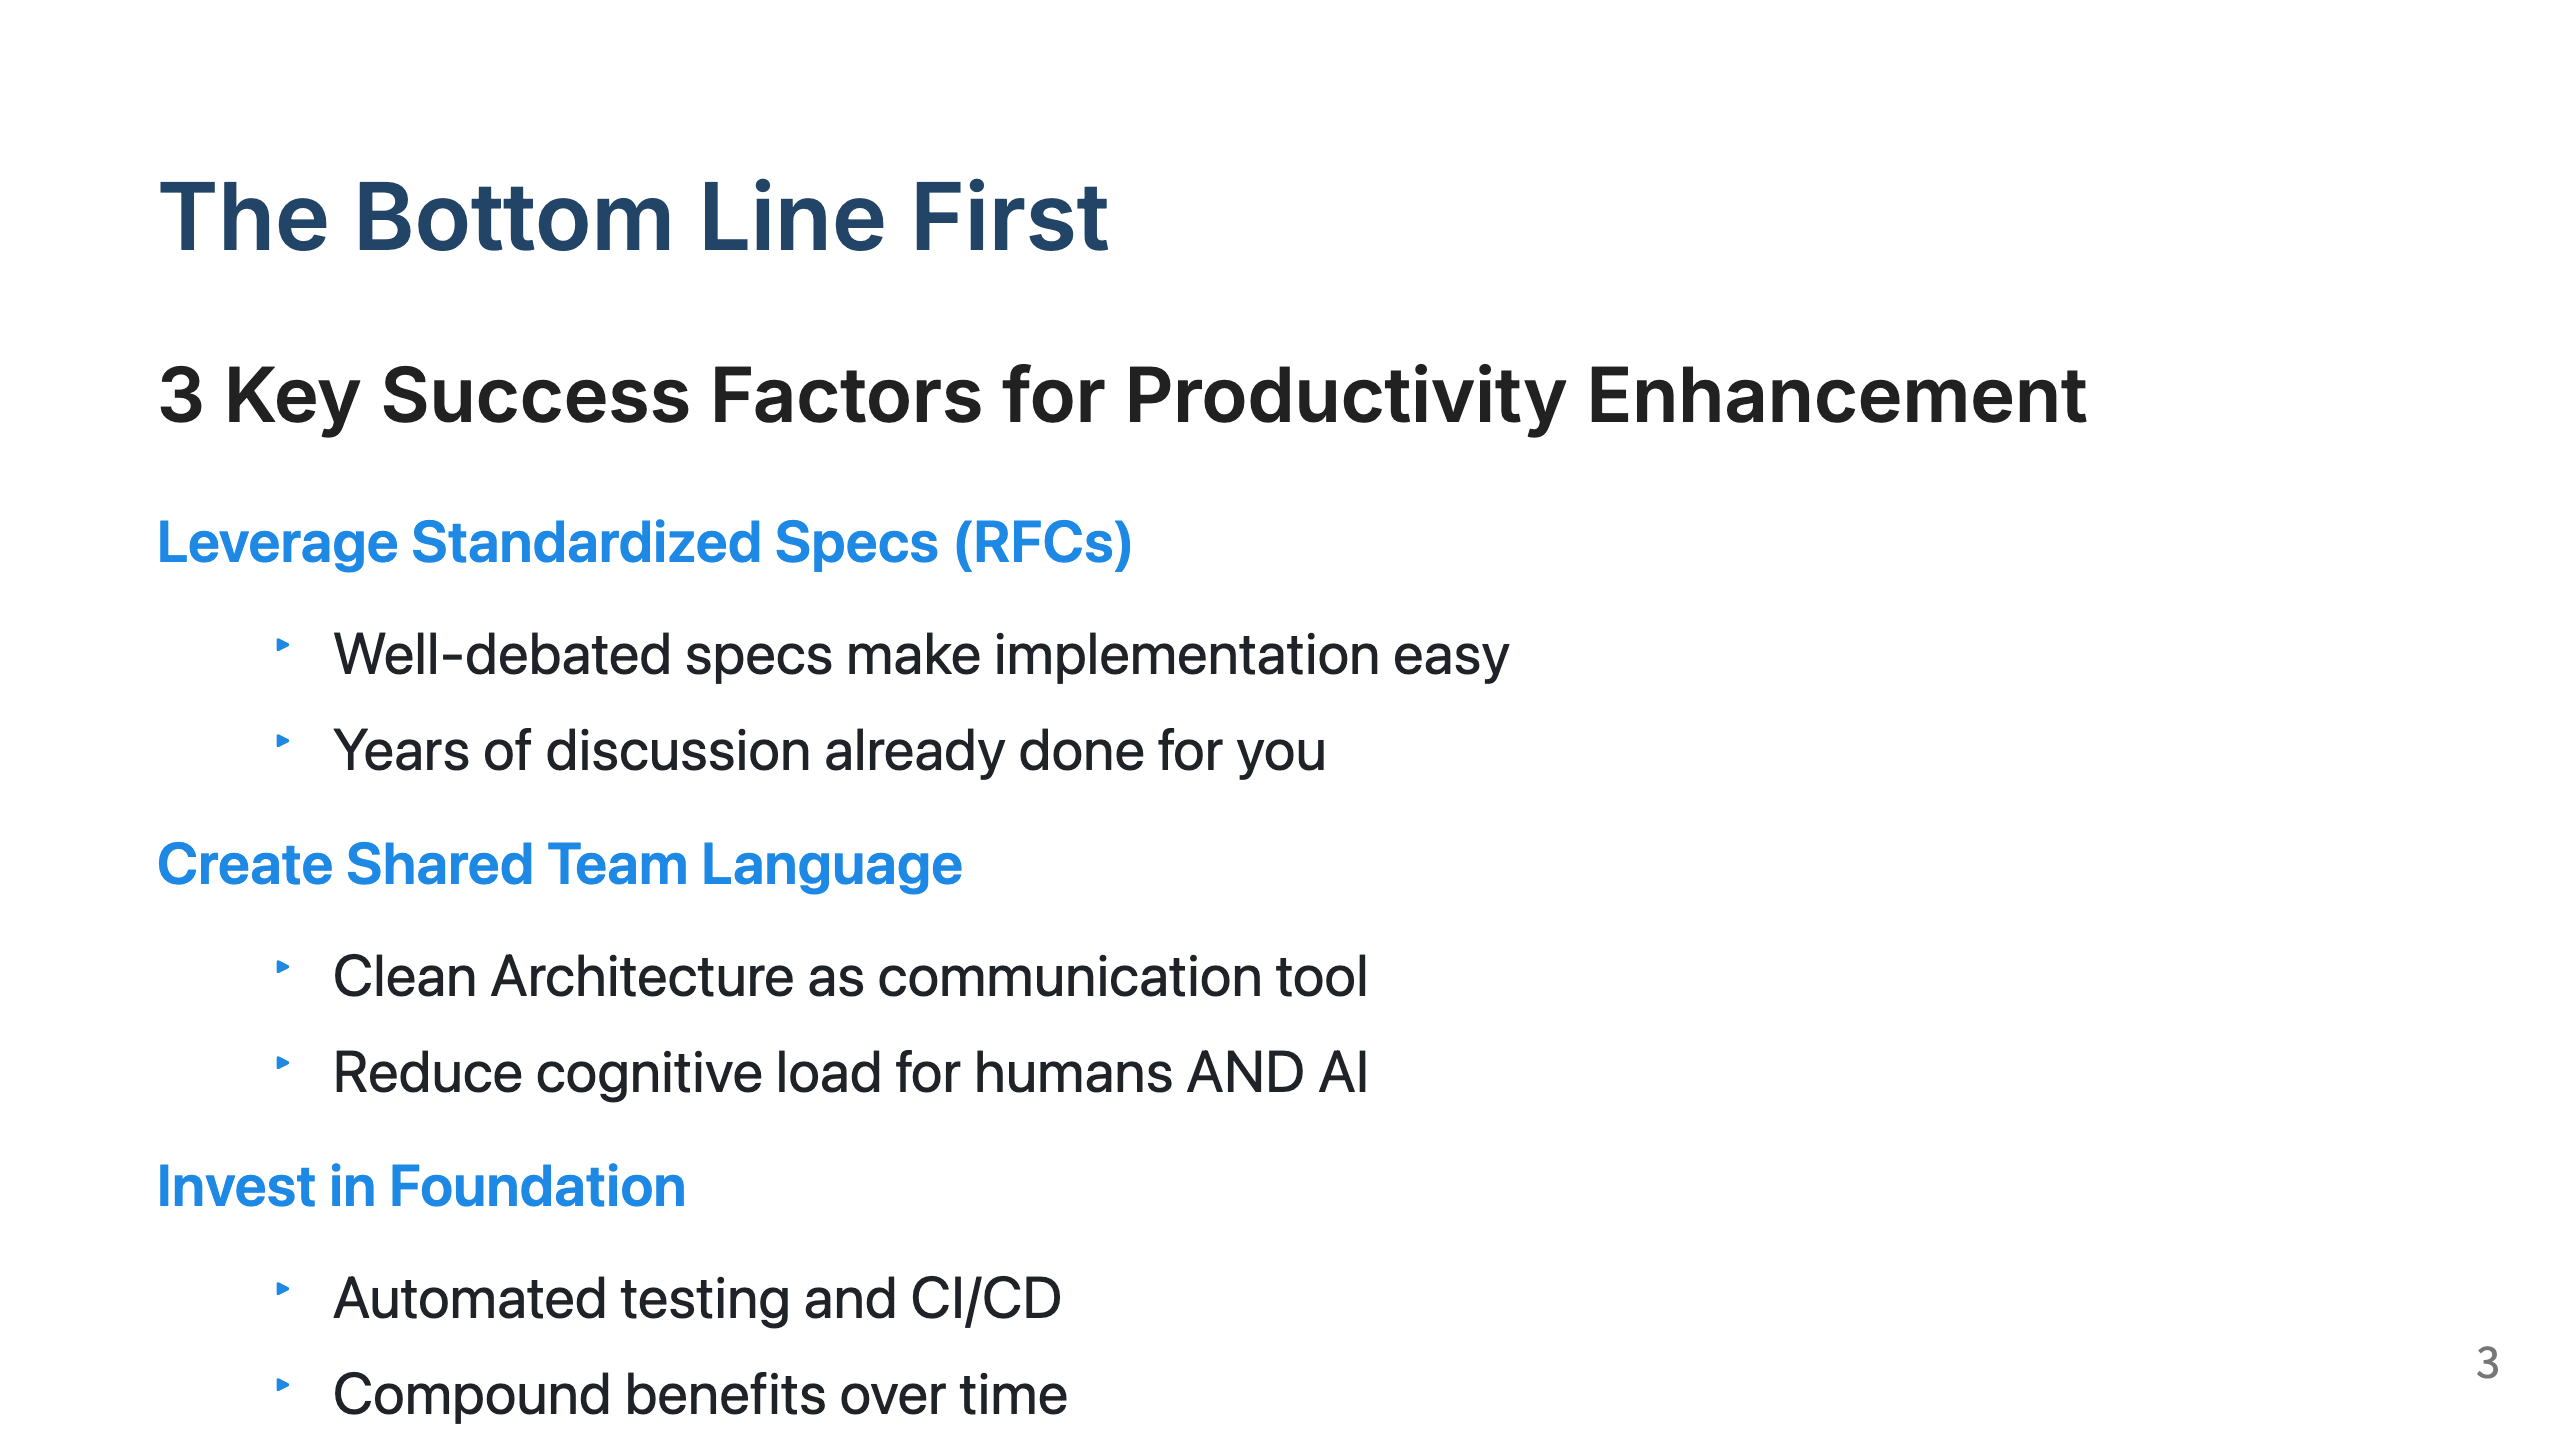 The Bottom Line First
3 Key Success Factors for Productivity Enhancement
Leverage Standardized Specs (RFCs)
‣ Well-debated specs make implementation easy
‣ Years of discussion already done for you
Create Shared Team Language
‣ Clean Architecture as communication tool
‣ Reduce cognitive load for humans AND AI
Invest in Foundation
‣ Automated testing and CI/CD
‣ Compound benefits over time
3